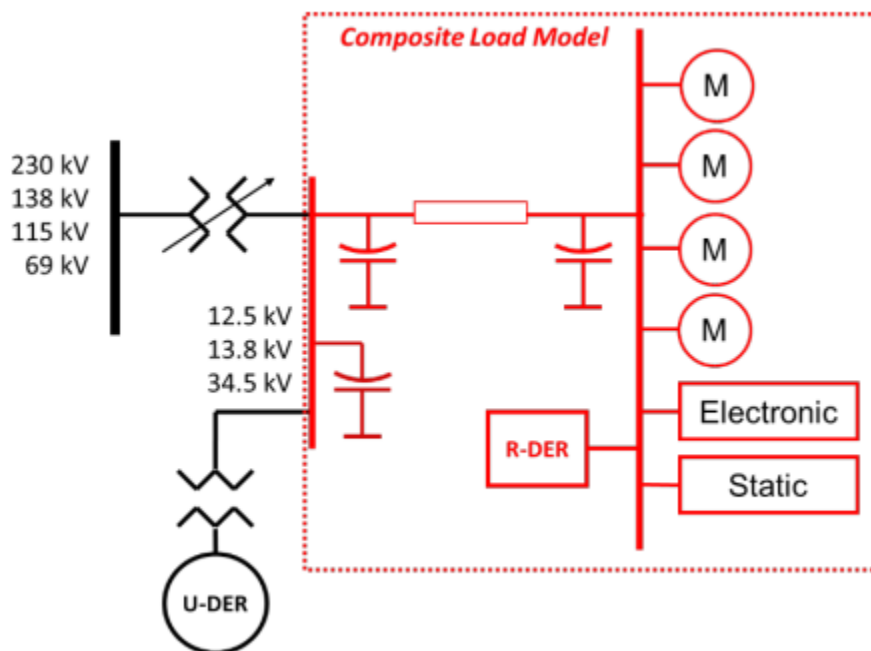 Composite Load Model
230 kV
138 kV
115 kV
69 kV
12.5 kV
13.8 kV
34.5 kV
M
M
M
M
Electronic
R-DER
Static
U-DER